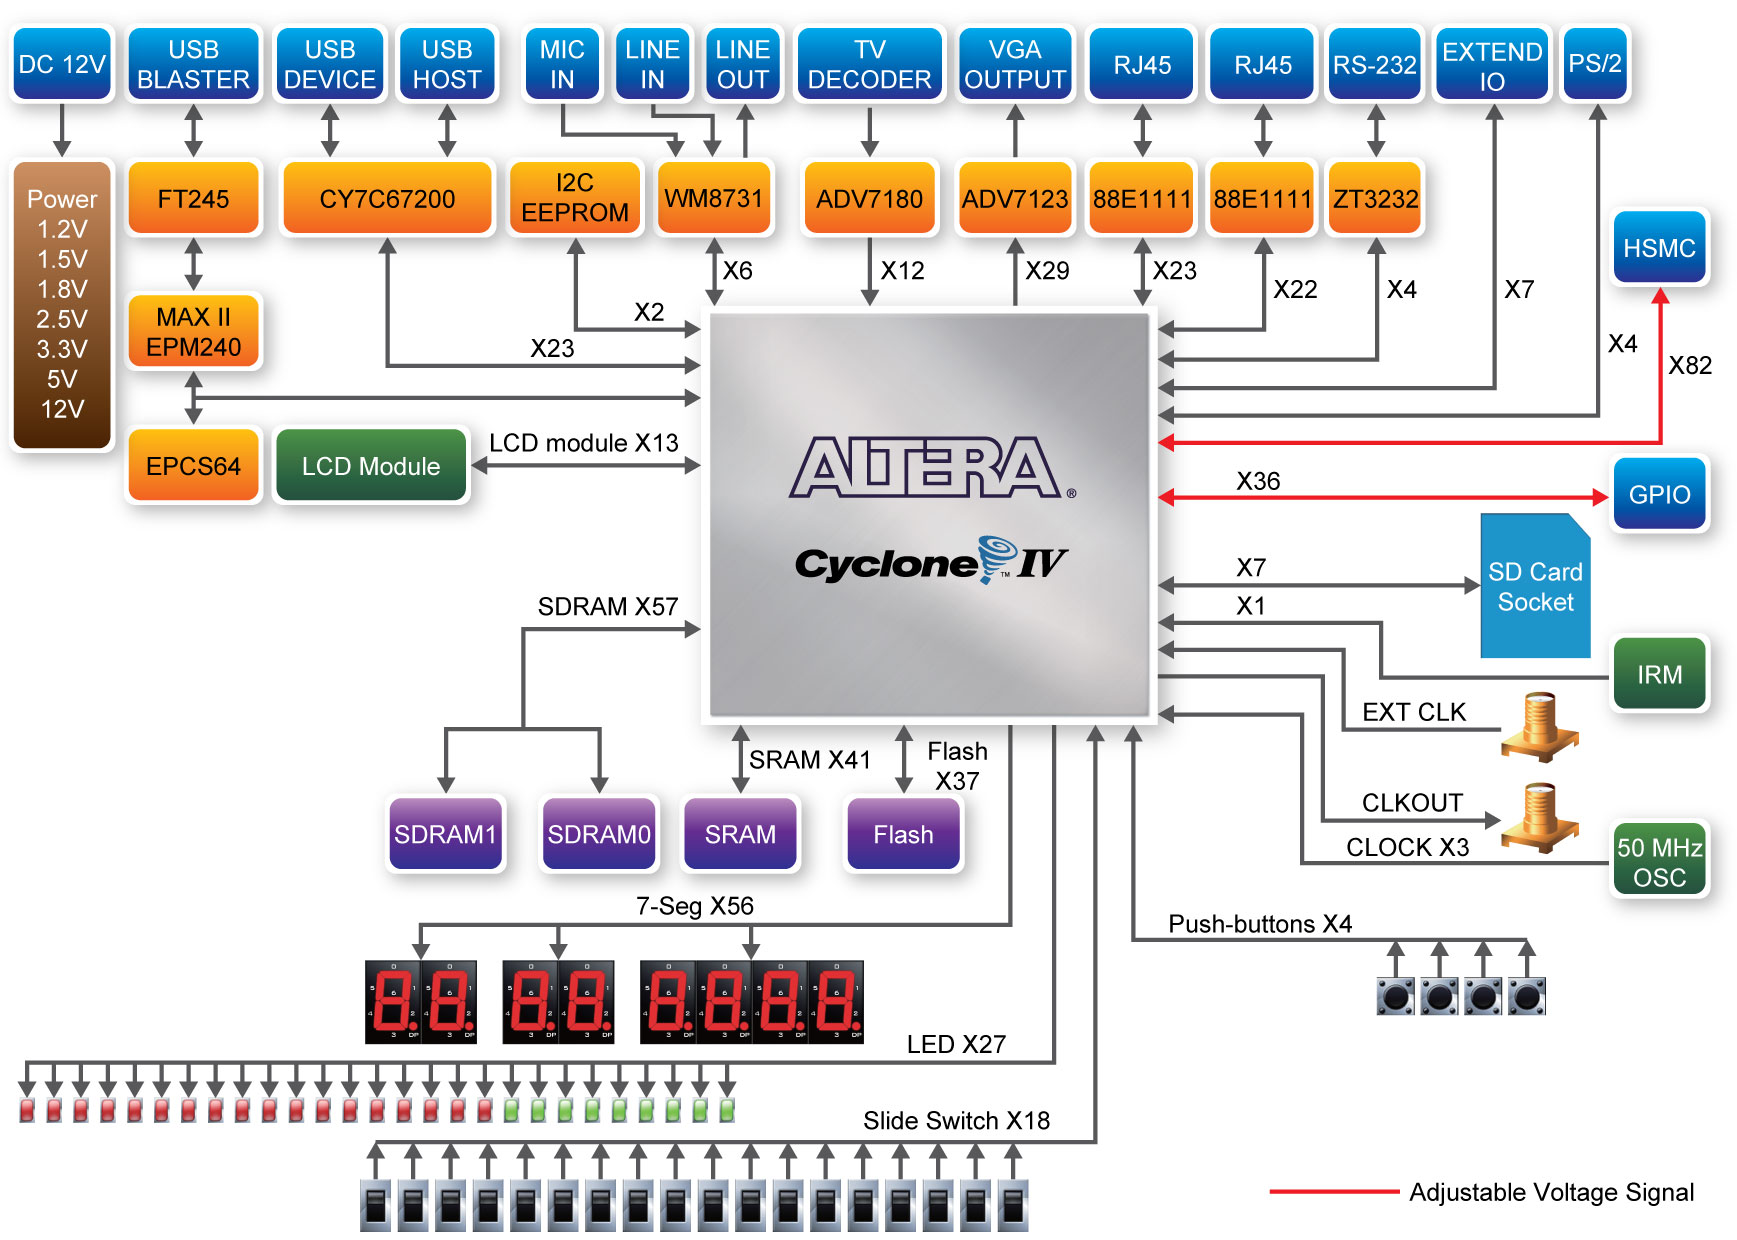 DC 12V
USB
BLASTER
USB
DEVICE
USB
HOST
MIC
IN
LINE
IN
LINE
OUT
TV
DECODER
VGA
OUTPUT
RJ45
RJ45
RS-232
EXTEND
IO
PS/2
Power
1.2V
1.5V
1.8V
2.5V
3.3V
5V
12V
FT245
CY7C67200
I2C
EEPROM
WM8731
ADV7180
ADV7123
88E1111
88E1111
ZT3232
HSMC
X6
X12
X29
X23
X22
X4
X7
X4
X82
MAX II
EPM240
X2
X23
EPCS64
LCD Module
LCD module X13
ALTERA®
Cyclone™ IV
X36
GPIO
X7
SD Card
Socket
X1
IRM
SDRAM X57
EXT CLK
CLKOUT
CLOCK X3
50 MHz
OSC
SRAM X41
Flash
X37
SDRAM1
SDRAM0
SRAM
Flash
7-Seg X56
Push-buttons X4
LED X27
Slide Switch X18
Adjustable Voltage Signal